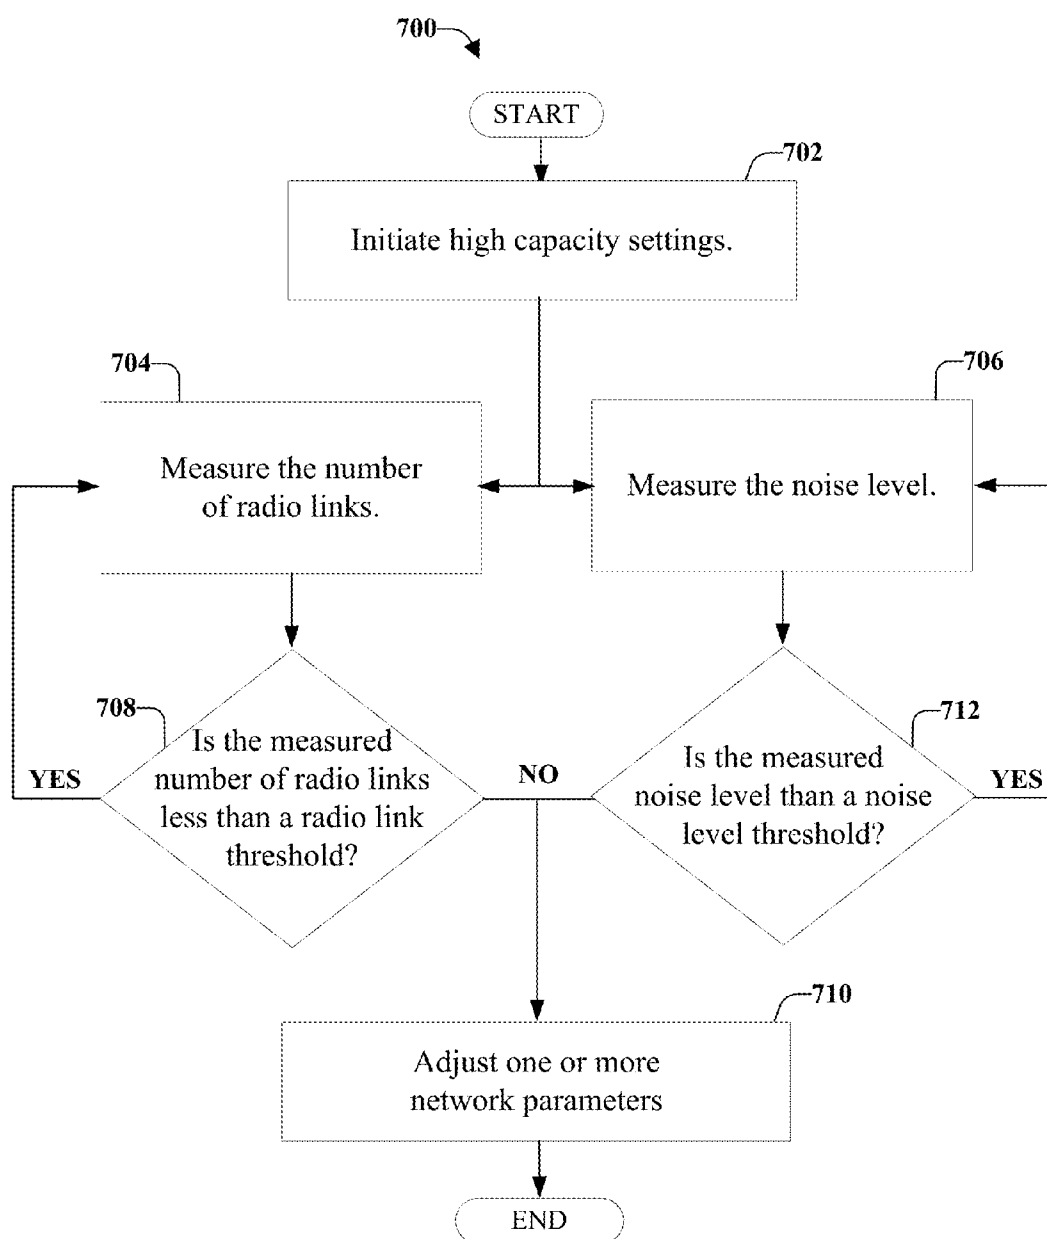 700
START
702
Initiate high capacity settings.
704
706
Measure the number
of radio links.
Measure the noise level.
708
712
Is the measured
number of radio links
less than a radio link
threshold?
YES
NO
Is the measured
noise level than a noise
level threshold?
YES
710
Adjust one or more
network parameters
END